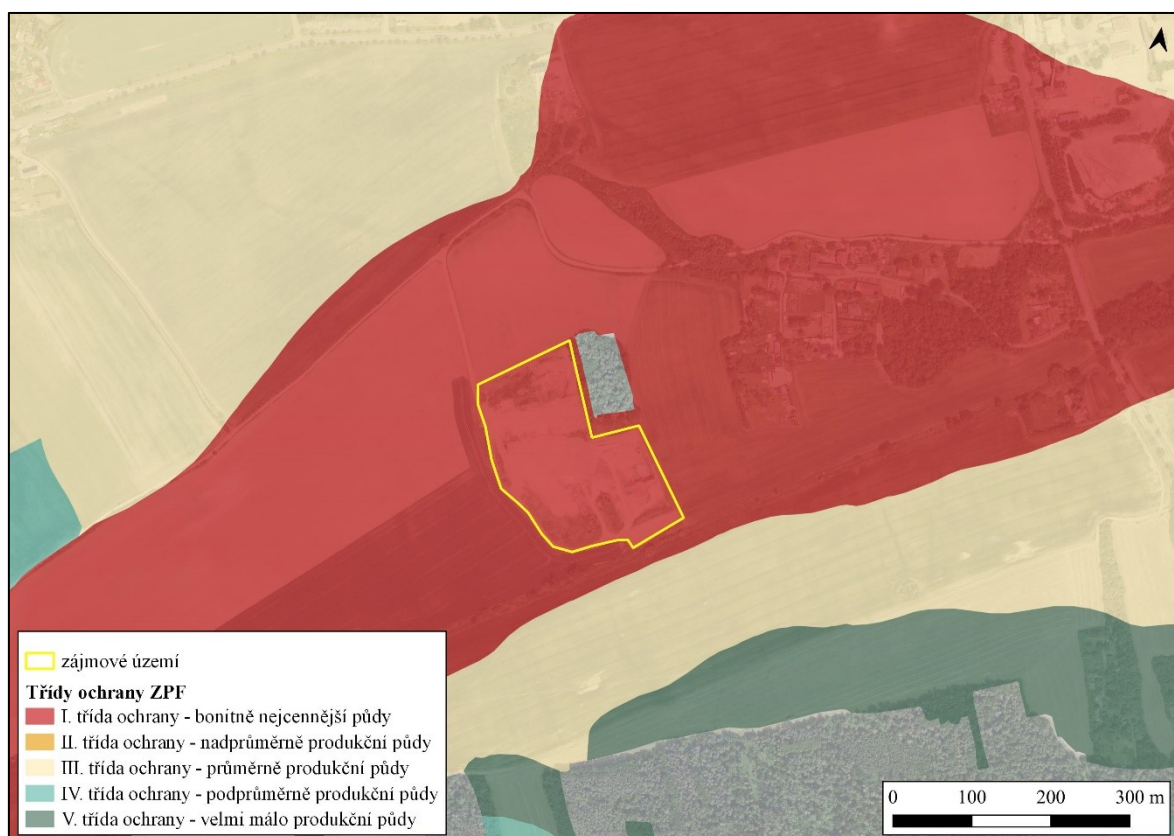 zájmové území
Třídy ochrany ZPF
I. třída ochrany - bonitně nejcennější půdy
II. třída ochrany - nadprůměrně produkční půdy
III. třída ochrany - průměrně produkční půdy
IV. třída ochrany - podprůměrně produkční půdy
V. třída ochrany - velmi málo produkční půdy
0 100 200 300 m